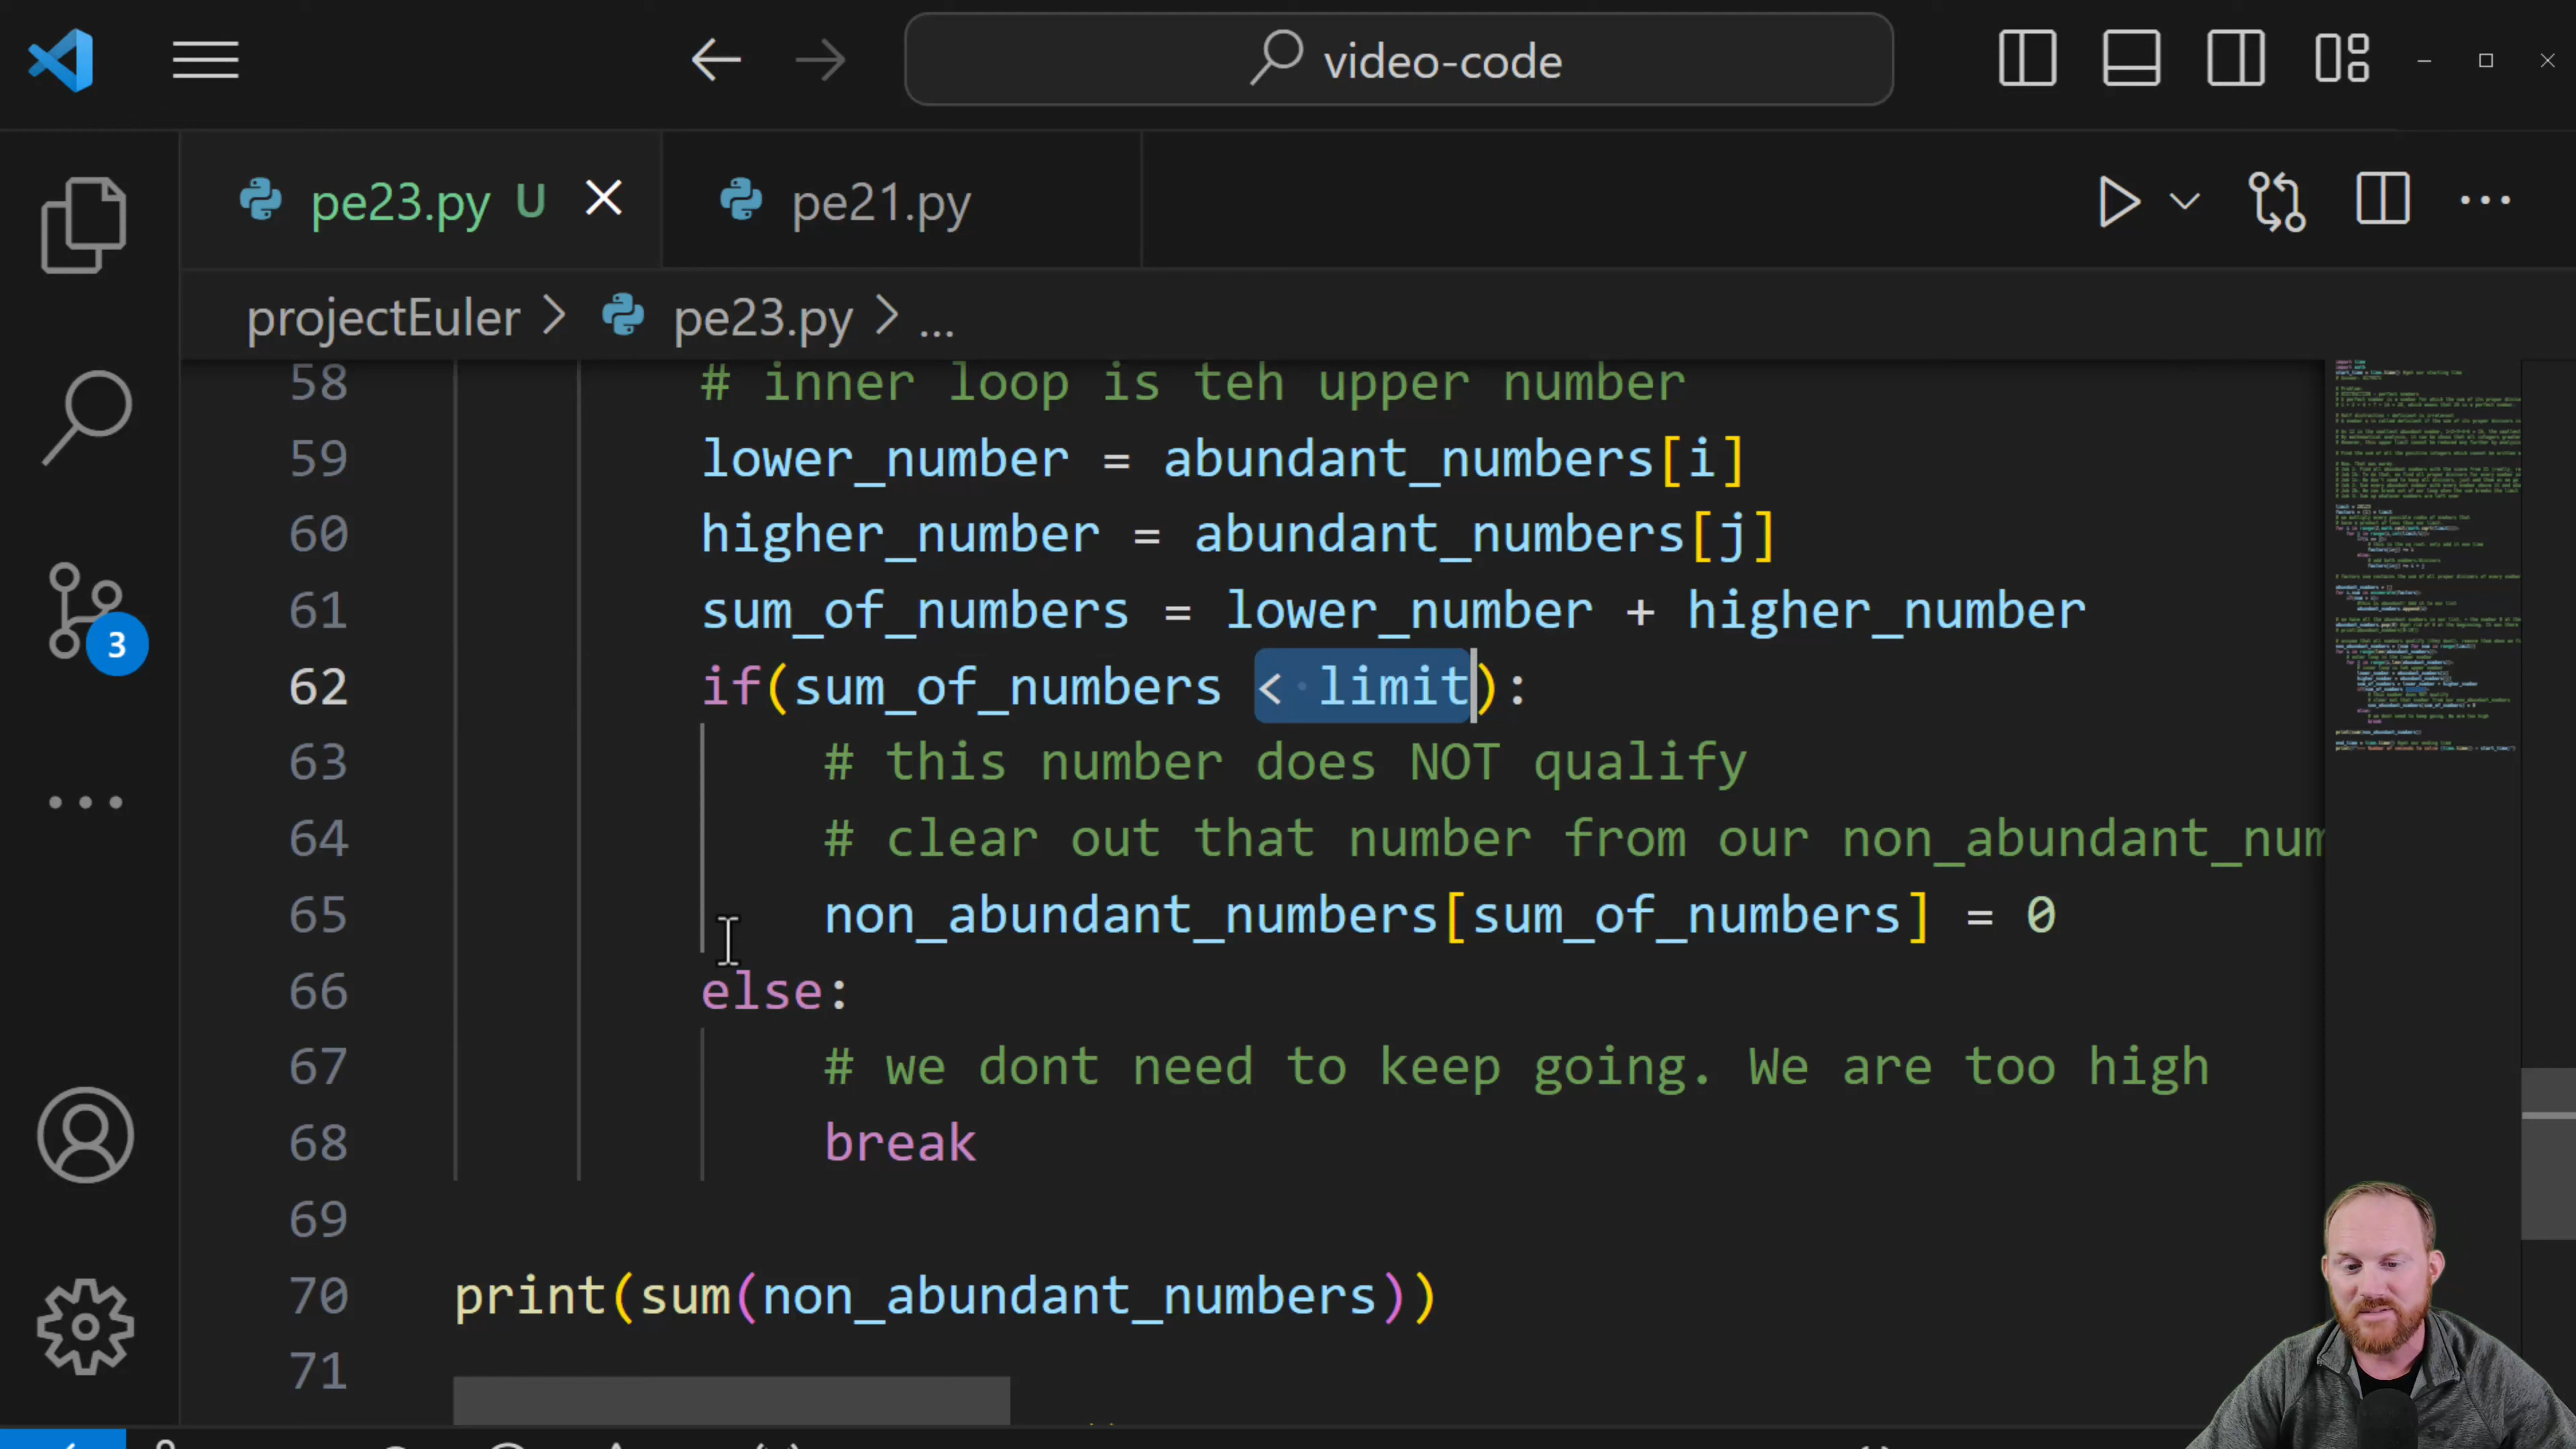 video-code
pe23.py U
pe21.py
projectEuler > pe23.py > ...
58 # inner loop is teh upper number
59 lower_number = abundant_numbers[i]
60 higher_number = abundant_numbers[j]
61 sum_of_numbers = lower_number + higher_number
62 if(sum_of_numbers < limit):
63 # this number does NOT qualify
64 # clear out that number from our non_abundant_num
65 non_abundant_numbers[sum_of_numbers] = 0
66 else:
67 # we dont need to keep going. We are too high
68 break
69
70 print(sum(non_abundant_numbers))
71
3